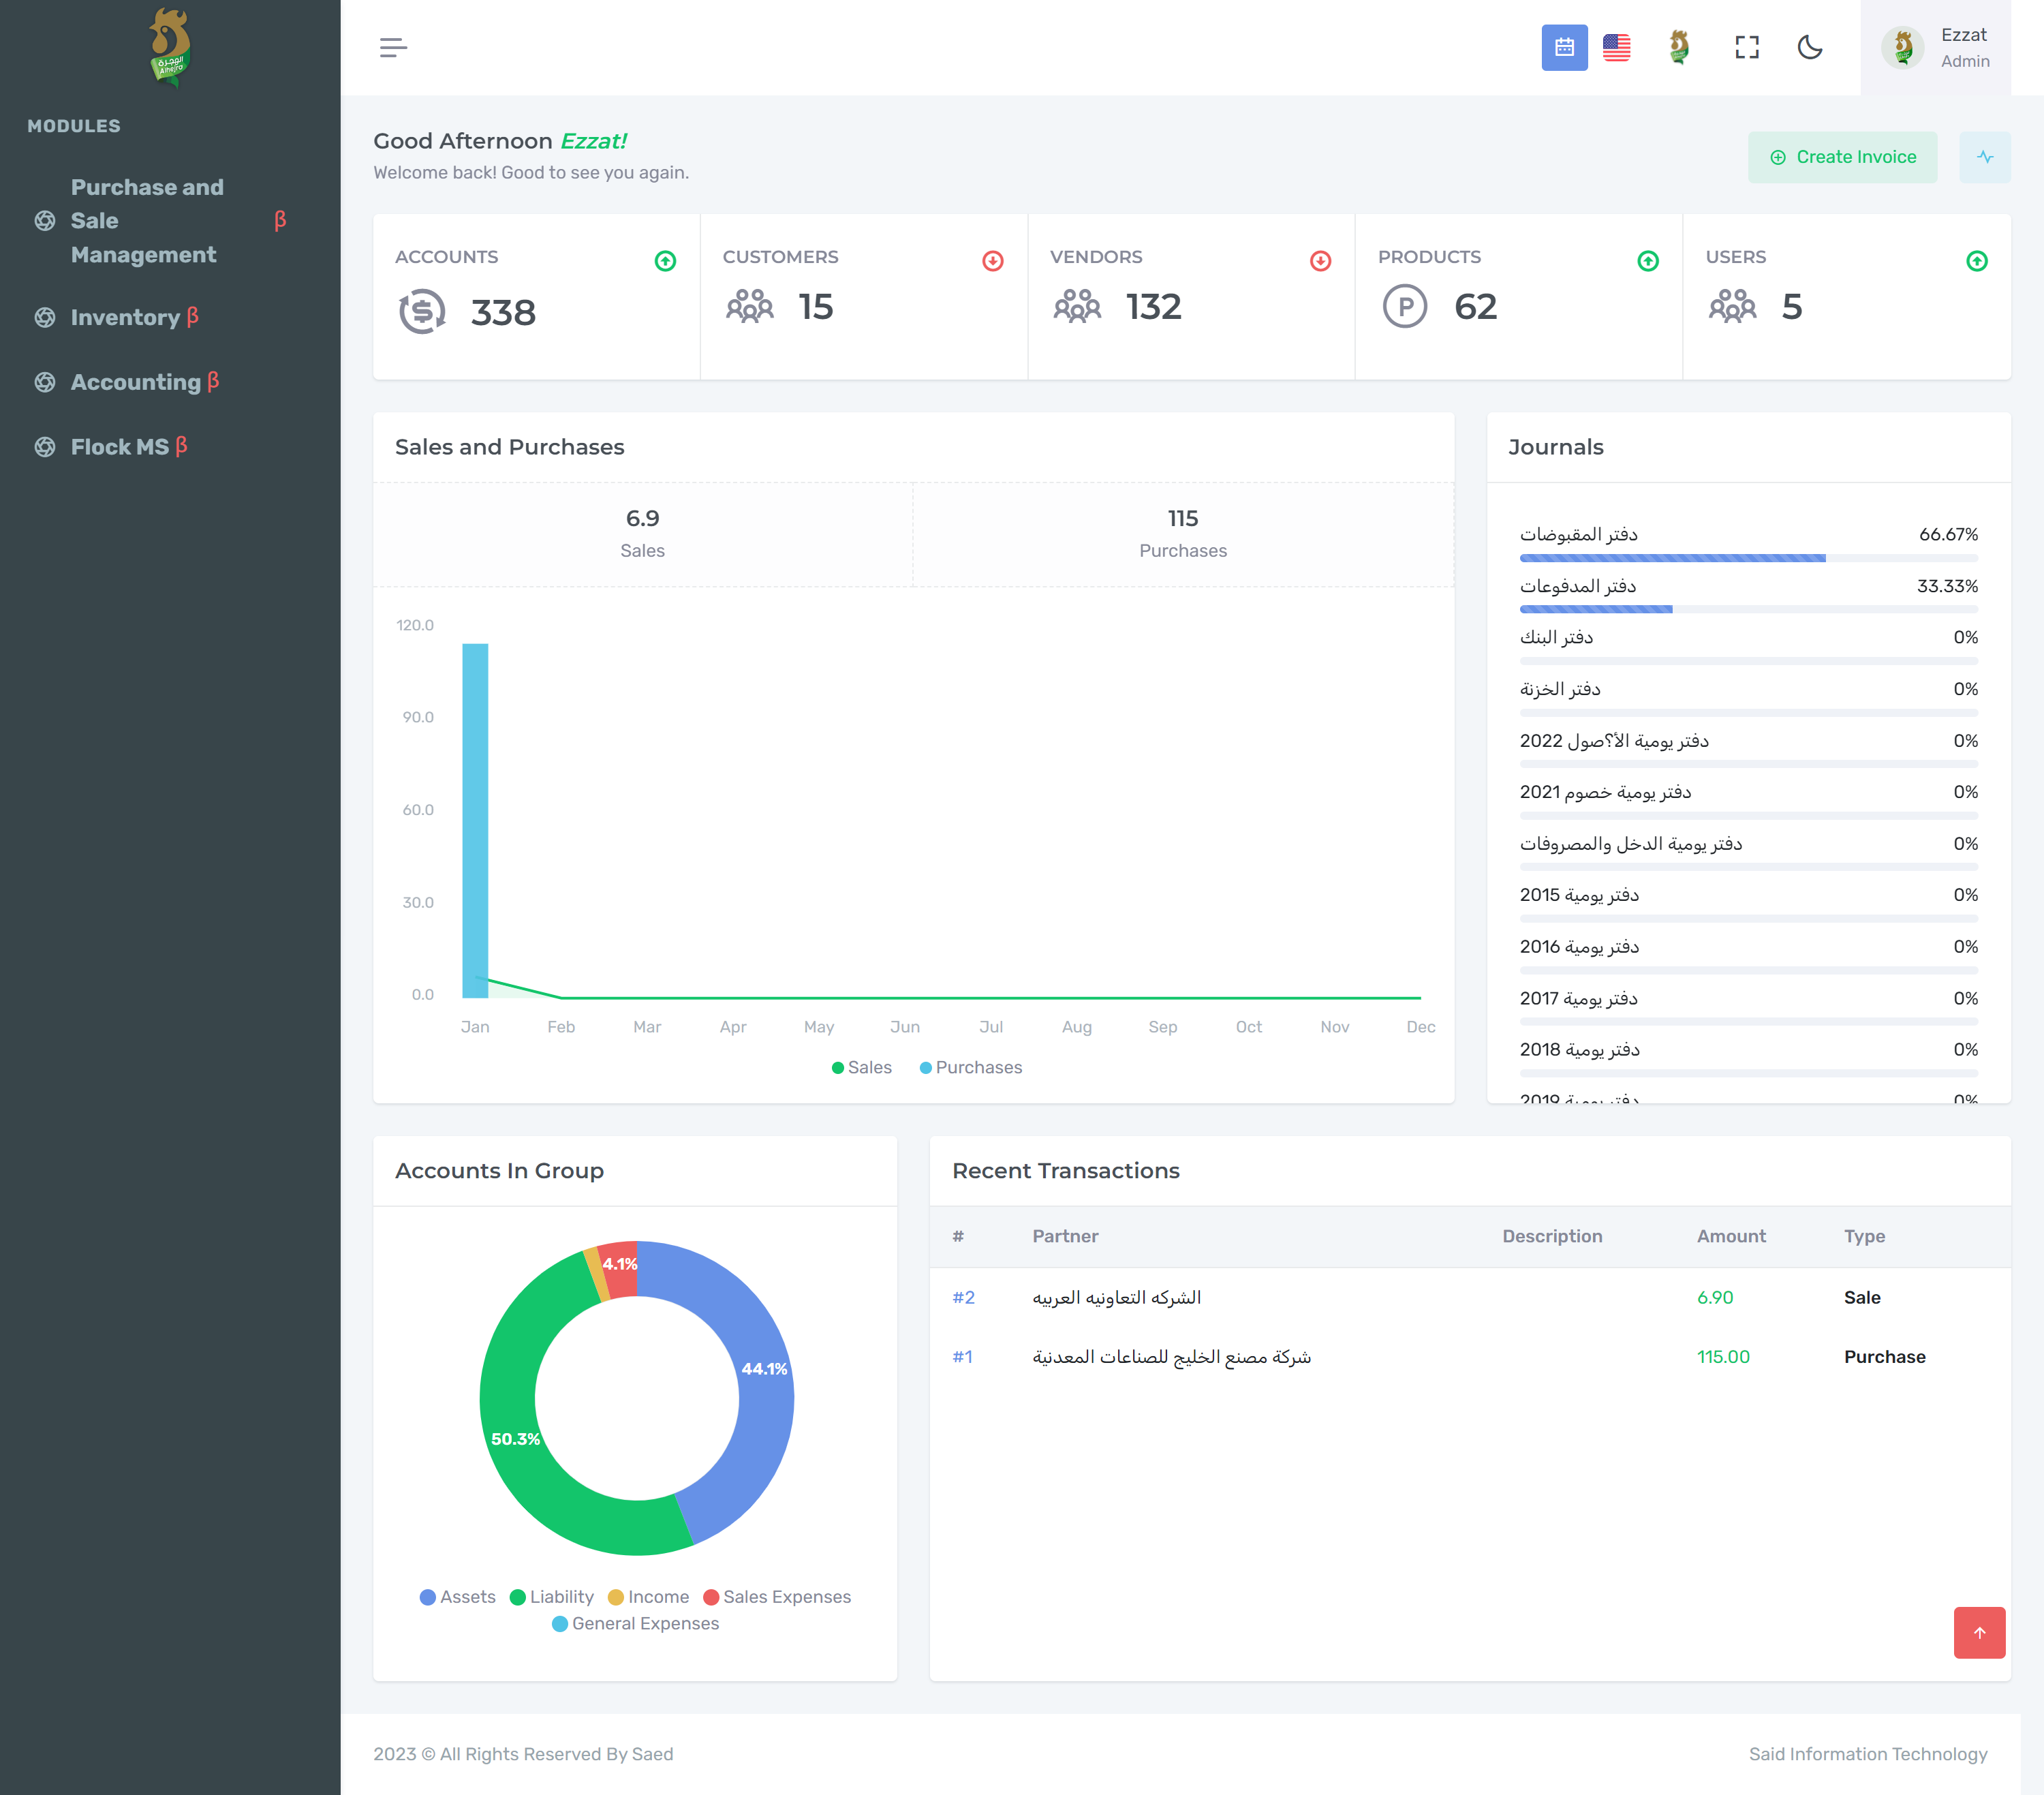 الوجرة
Alhejra
Ezzat
Admin
MODULES
Purchase and
Sale
Management
β
Inventory β
Accounting β
Flock MS β
Good Afternoon Ezzat!
Welcome back! Good to see you again.
Create Invoice
ACCOUNTS
338
CUSTOMERS
15
VENDORS
132
PRODUCTS
P
62
USERS
5
Sales and Purchases
6.9
Sales
115
Purchases
120.0
90.0
60.0
30.0
0.0
Jan Feb Mar Apr May Jun Jul Aug Sep Oct Nov Dec
Sales Purchases
Journals
دفتر المقبوضات 66.67%
دفتر المدفوعات 33.33%
دفتر البنك 0%
دفتر الخزنة 0%
دفتر يومية الأ؟صول 2022 0%
دفتر يومية خصوم 2021 0%
دفتر يومية الدخل والمصروفات 0%
دفتر يومية 2015 0%
دفتر يومية 2016 0%
دفتر يومية 2017 0%
دفتر يومية 2018 0%
دفتر يومية 2019 0%
Accounts In Group
4.1%
44.1%
50.3%
Assets Liability Income Sales Expenses
General Expenses
Recent Transactions
# Partner Description Amount Type
#2 الشركه التعاونيه العربيه 6.90 Sale
#1 شركة مصنع الخليج للصناعات المعدنية 115.00 Purchase
2023 © All Rights Reserved By Saed
Said Information Technology